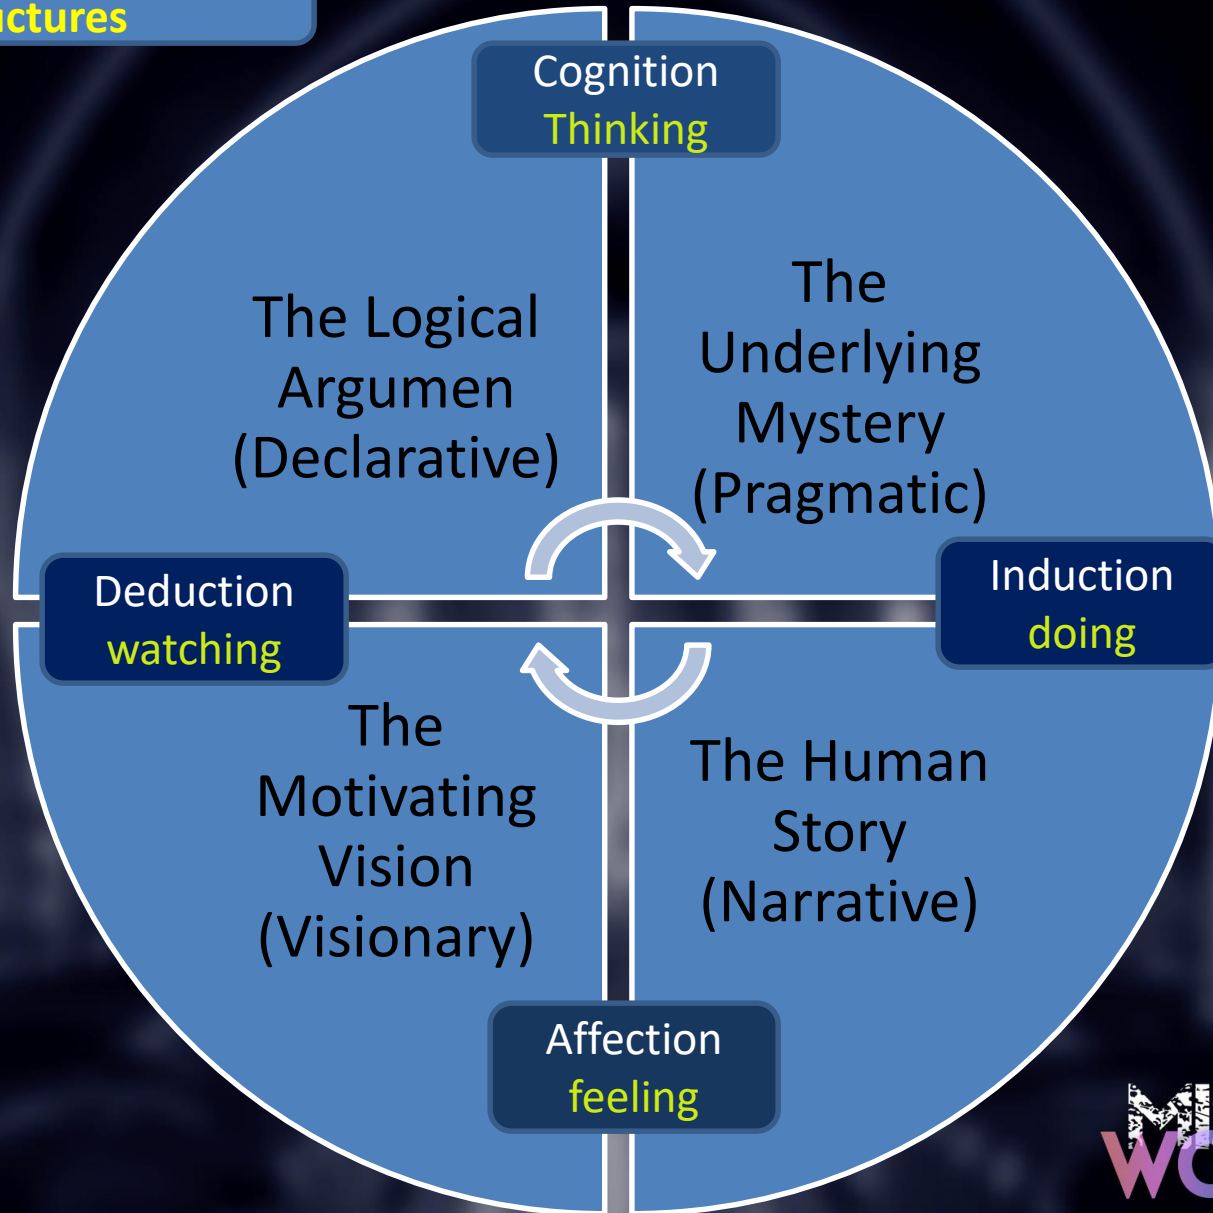 uctures
Cognition
Thinking
The Logical
Argumen
(Declarative)
The
Underlying
Mystery
(Pragmatic)
Deduction
watching
Induction
doing
The
Motivating
Vision
(Visionary)
The Human
Story
(Narrative)
Affection
feeling